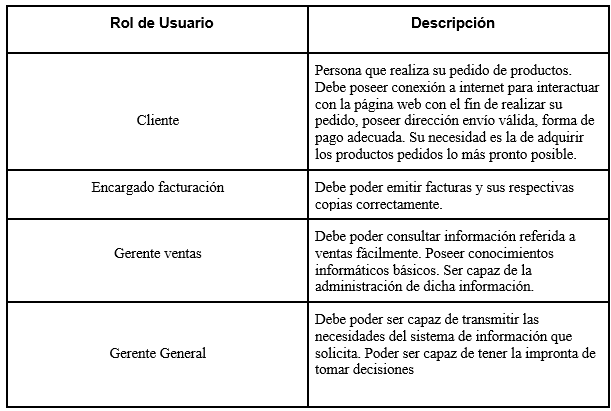 Rol de Usuario
Descripción
Cliente
Persona que realiza su pedido de productos.
Debe poseer conexión a internet para interactuar
con la página web con el fin de realizar su
pedido, poseer dirección envío válida, forma de
pago adecuada. Su necesidad es la de adquirir
los productos pedidos lo más pronto posible.
Encargado facturación
Debe poder emitir facturas y sus respectivas
copias correctamente.
Gerente ventas
Debe poder consultar información referida a
ventas fácilmente. Poseer conocimientos
informáticos básicos. Ser capaz de la
administración de dicha información.
Gerente General
Debe poder ser capaz de transmitir las
necesidades del sistema de información que
solicita. Poder ser capaz de tener la impronta de
tomar decisiones